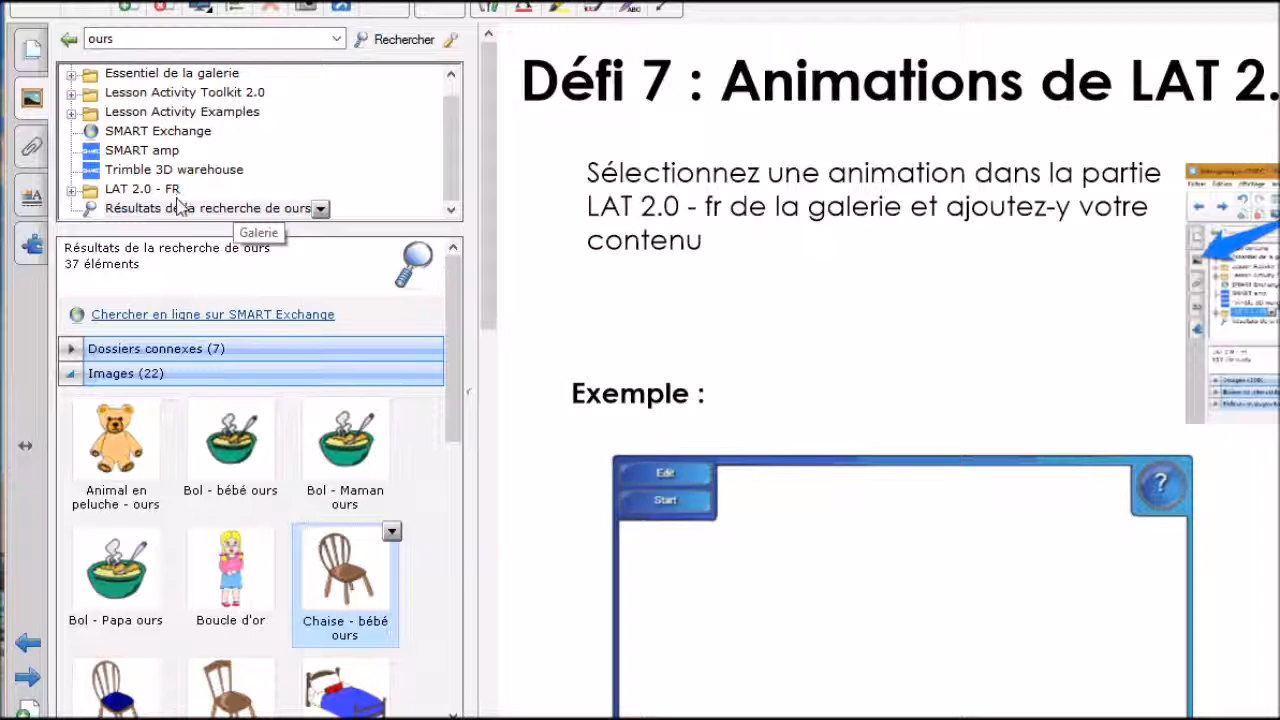 ours
Rechercher
Essentiel de la galerie
Lesson Activity Toolkit 2.0
Lesson Activity Examples
SMART Exchange
SMART amp
Trimble 3D warehouse
LAT 2.0 - FR
Résultats de la recherche de ours
Galerie
Résultats de la recherche de ours
37 éléments
Chercher en ligne sur SMART Exchange
Dossiers connexes (7)
Images (22)
Animal en
peluche - ours
Bol - bébé ours
Bol - Maman
ours
Bol - Papa ours
Boucle d'or
Chaise - bébé
ours
Défi 7 : Animations de LAT 2.
Sélectionnez une animation dans la partie
LAT 2.0 - fr de la galerie et ajoutez-y votre
contenu
Exemple :
Edit
Start
?